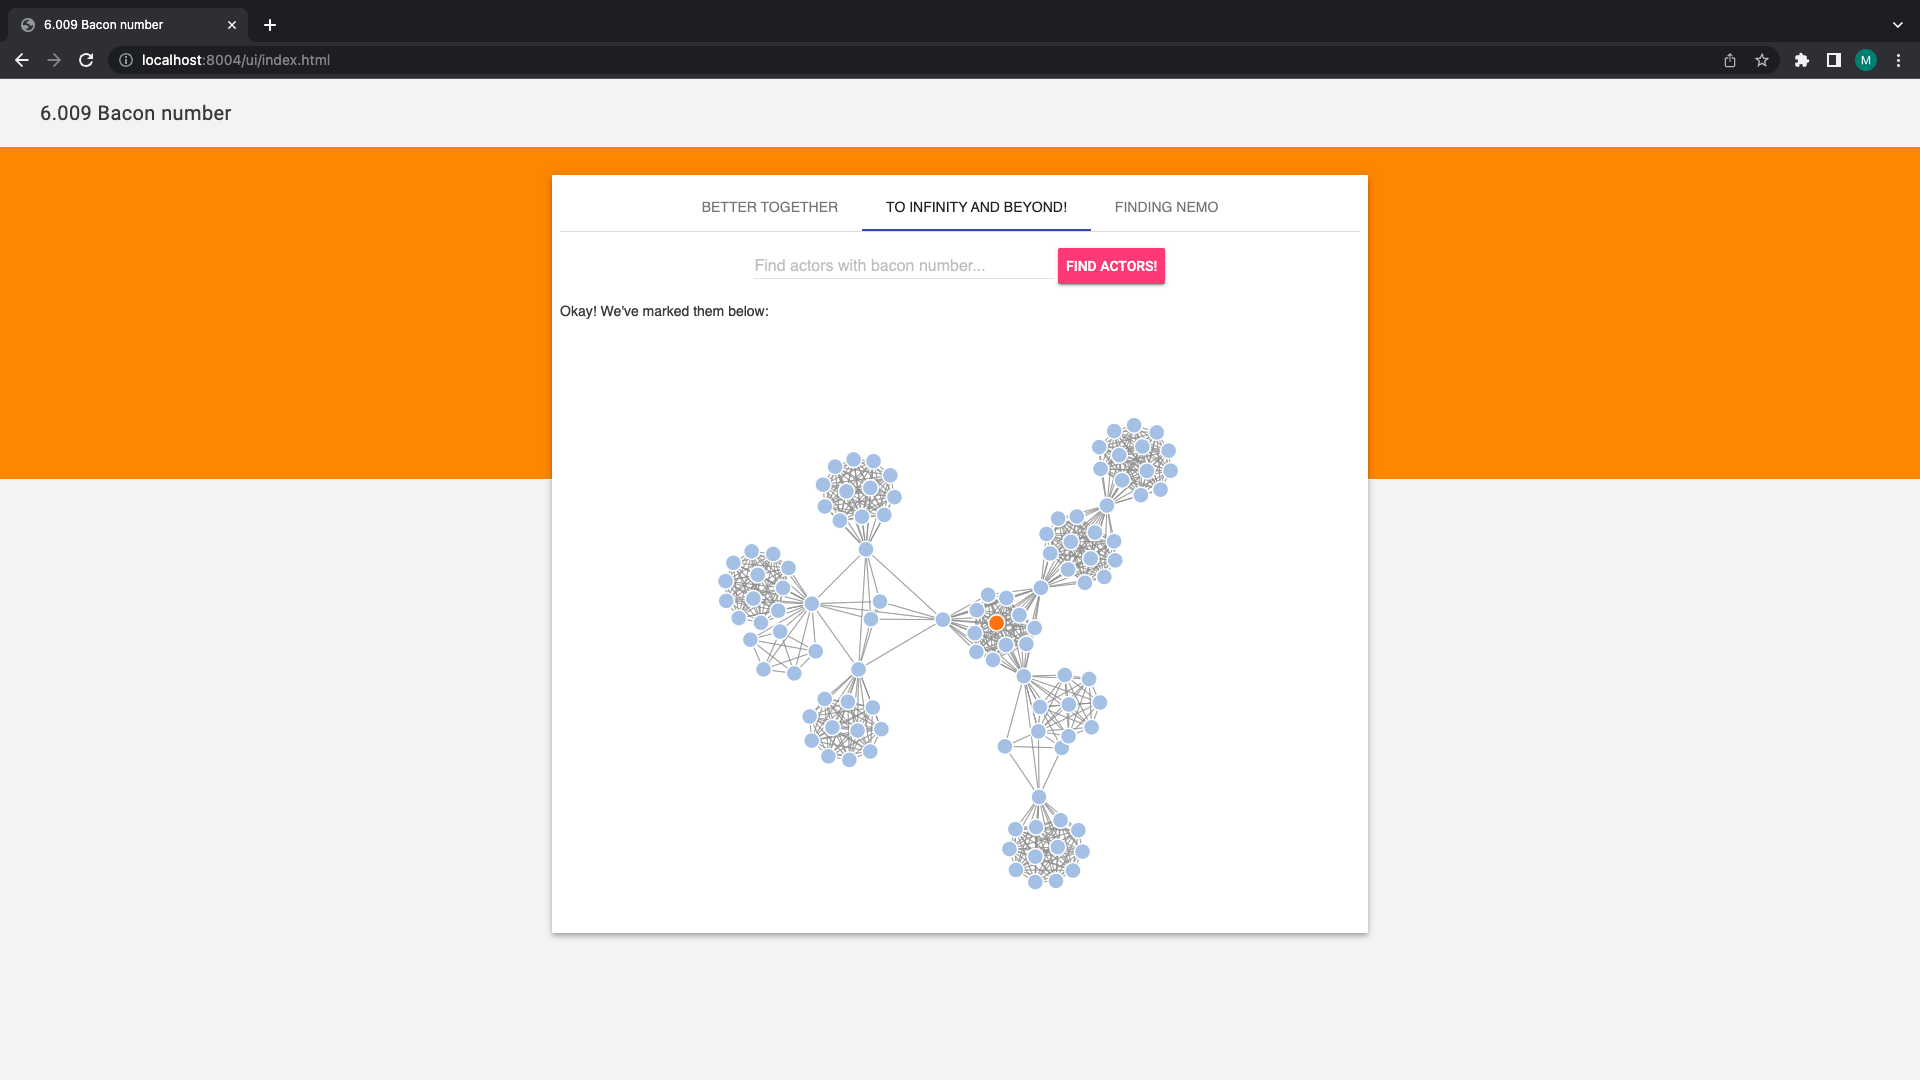 6.009 Bacon number
localhost:8004/ui/index.html
M
6.009 Bacon number
BETTER TOGETHER
TO INFINITY AND BEYOND!
FINDING NEMO
Find actors with bacon number...
FIND ACTORS!
Okay! We've marked them below: